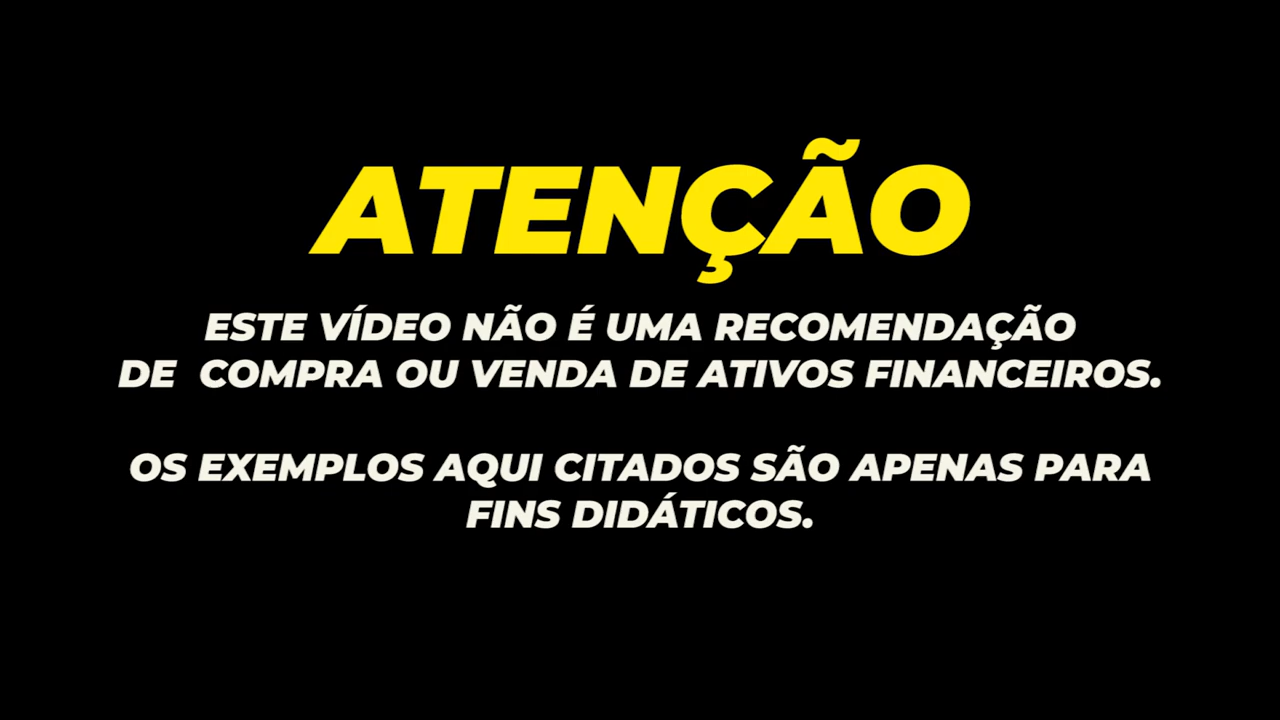 ATENÇÃO
ESTE VÍDEO NÃO É UMA RECOMENDAÇÃO
DE COMPRA OU VENDA DE ATIVOS FINANCEIROS.
OS EXEMPLOS AQUI CITADOS SÃO APENAS PARA
FINS DIDÁTICOS.